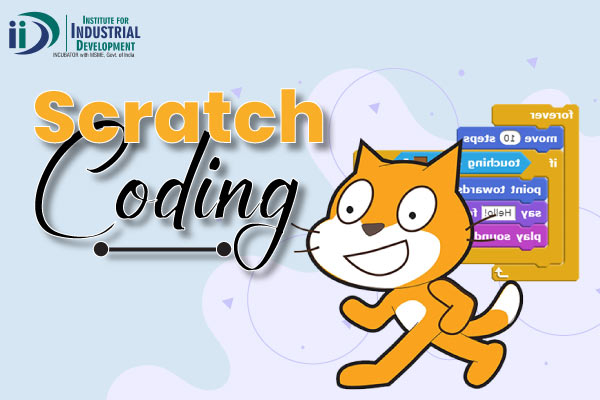 iiD
INSTITUTE FOR
INDUSTRIAL
DEVELOPMENT
INCUBATOR with MSME, Govt. of India
Scratch
Coding
forever
move 10 steps
if touching
point towards
say Hello! f
play sound